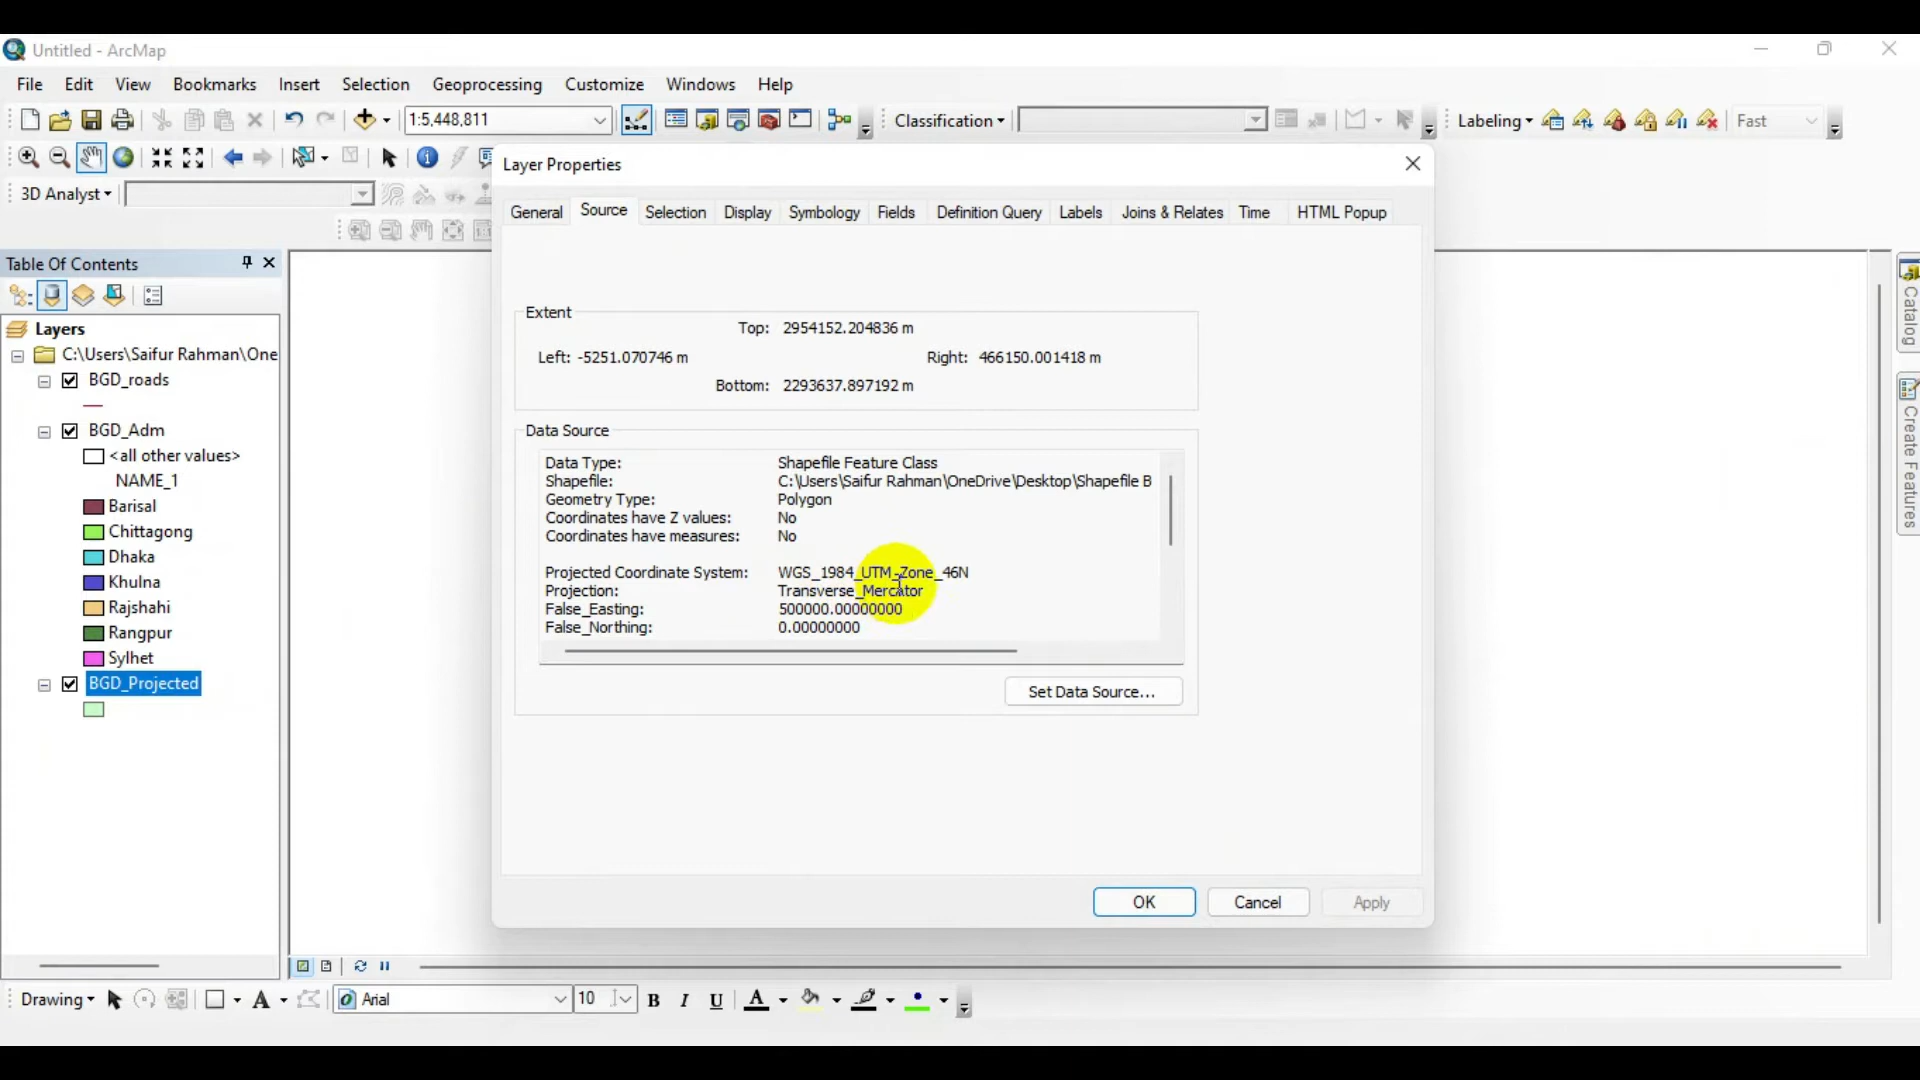 Untitled - ArcMap
File Edit View Bookmarks Insert Selection Geoprocessing Customize Windows Help
1:5,448,811 Classification Labeling Fast
3D Analyst
Layer Properties
General Source Selection Display Symbology Fields Definition Query Labels Joins & Relates Time HTML Popup
Table Of Contents
Layers
C:\Users\Saifur Rahman\One
BGD_roads
BGD_Adm
<all other values>
NAME_1
Barisal
Chittagong
Dhaka
Khulna
Rajshahi
Rangpur
Sylhet
BGD_Projected
Extent
Top: 2954152.204836 m
Left: -5251.070746 m Right: 466150.001418 m
Bottom: 2293637.897192 m
Data Source
Data Type: Shapefile Feature Class
Shapefile: C:\Users\Saifur Rahman\OneDrive\Desktop\Shapefile B
Geometry Type: Polygon
Coordinates have Z values: No
Coordinates have measures: No
Projected Coordinate System: WGS_1984_UTM_Zone_46N
Projection: Transverse_Mercator
False_Easting: 500000.00000000
False_Northing: 0.00000000
Set Data Source...
OK Cancel Apply
Catalog
Create Features
Drawing A Arial 10 B I U A